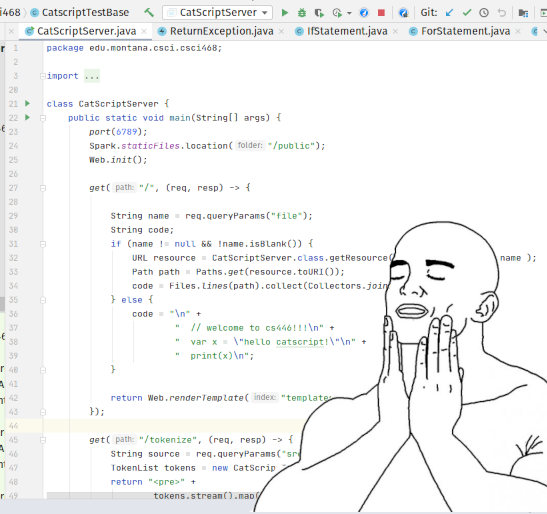 468 CatscriptTestBase CatScriptServer Git:
CatScriptServer.java ReturnException.java IfStatement.java ForStatement.java
1 package edu.montana.csci.csci468;
2
3 import ...
20
21 class CatScriptServer {
22 public static void main(String[] args) {
23 port(6789);
24 Spark.staticFiles.location( folder: "/public");
25 Web.init();
26
27 get( path: "/", (req, resp) -> {
28
29 String name = req.queryParams("file");
30 String code;
31 if (name != null && !name.isBlank()) {
32 URL resource = CatScriptServer.class.getResource( name );
33 Path path = Paths.get(resource.toURI());
34 code = Files.lines(path).collect(Collectors.join
35 } else {
36 code = "\n" +
37 " // welcome to cs446!!!\n" +
38 " var x = \"hello catscript!\"\n" +
39 " print(x)\n";
40 }
41
42 return Web.renderTemplate( index: "template
43 });
44
45 get( path: "/tokenize", (req, resp) -> {
46 String source = req.queryParams("sr
47 TokenList tokens = new CatScrip
48 return "<pre>" +
49 tokens.stream().map(